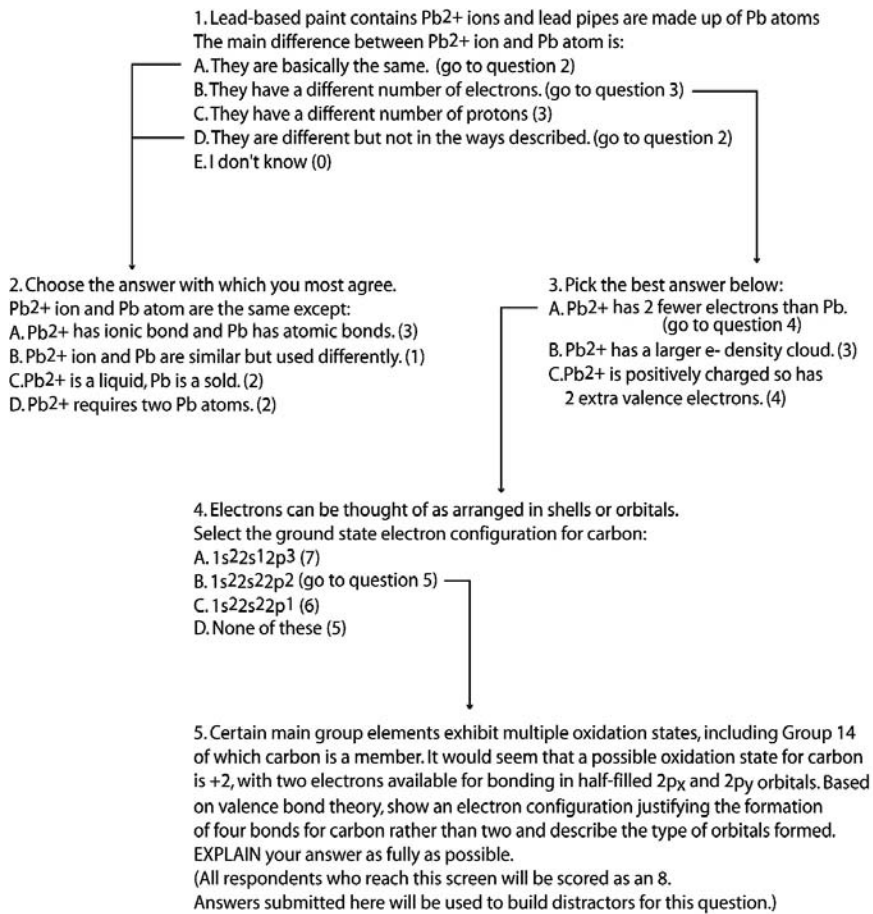 1.Lead-based paint contains Pb2+ ions and lead pipes are made up of Pb atoms
The main difference between Pb2+ ion and Pb atom is:
A.They are basically the same. (go to question 2)
B.They have a different number of electrons.(go to question 3)
C.They have a different number of protons (3)
D.They are different but not in the ways described.(go to question 2)
E.I don't know (0)
2.Choose the answer with which you most agree.
Pb2+ ion and Pb atom are the same except:
A.Pb2+ has ionic bond and Pb has atomic bonds.(3)
B.Pb2+ ion and Pb are similar but used differently.(1)
C.Pb2+ is a liquid,Pb is a sold.(2)
D.Pb2+ requires two Pb atoms.(2)
3.Pick the best answer below:
A.Pb2+ has 2 fewer electrons than Pb.
(go to question 4)
B.Pb2+ has a larger e- density cloud.(3)
C.Pb2+ is positively charged so has
2 extra valence electrons.(4)
4.Electrons can be thought of as arranged in shells or orbitals.
Select the ground state electron configuration for carbon:
A.1s22s12p3 (7)
B.1s22s22p2 (go to question 5)
C.1s22s22p1 (6)
D.None of these (5)
5.Certain main group elements exhibit multiple oxidation states,including Group 14
of which carbon is a member.It would seem that a possible oxidation state for carbon
is +2,with two electrons available for bonding in half-filled 2px and 2py orbitals.Based
on valence bond theory,show an electron configuration justifying the formation
of four bonds for carbon rather than two and describe the type of orbitals formed.
EXPLAIN your answer as fully as possible.
(All respondents who reach this screen will be scored as an 8.
Answers submitted here will be used to build distractors for this question.)